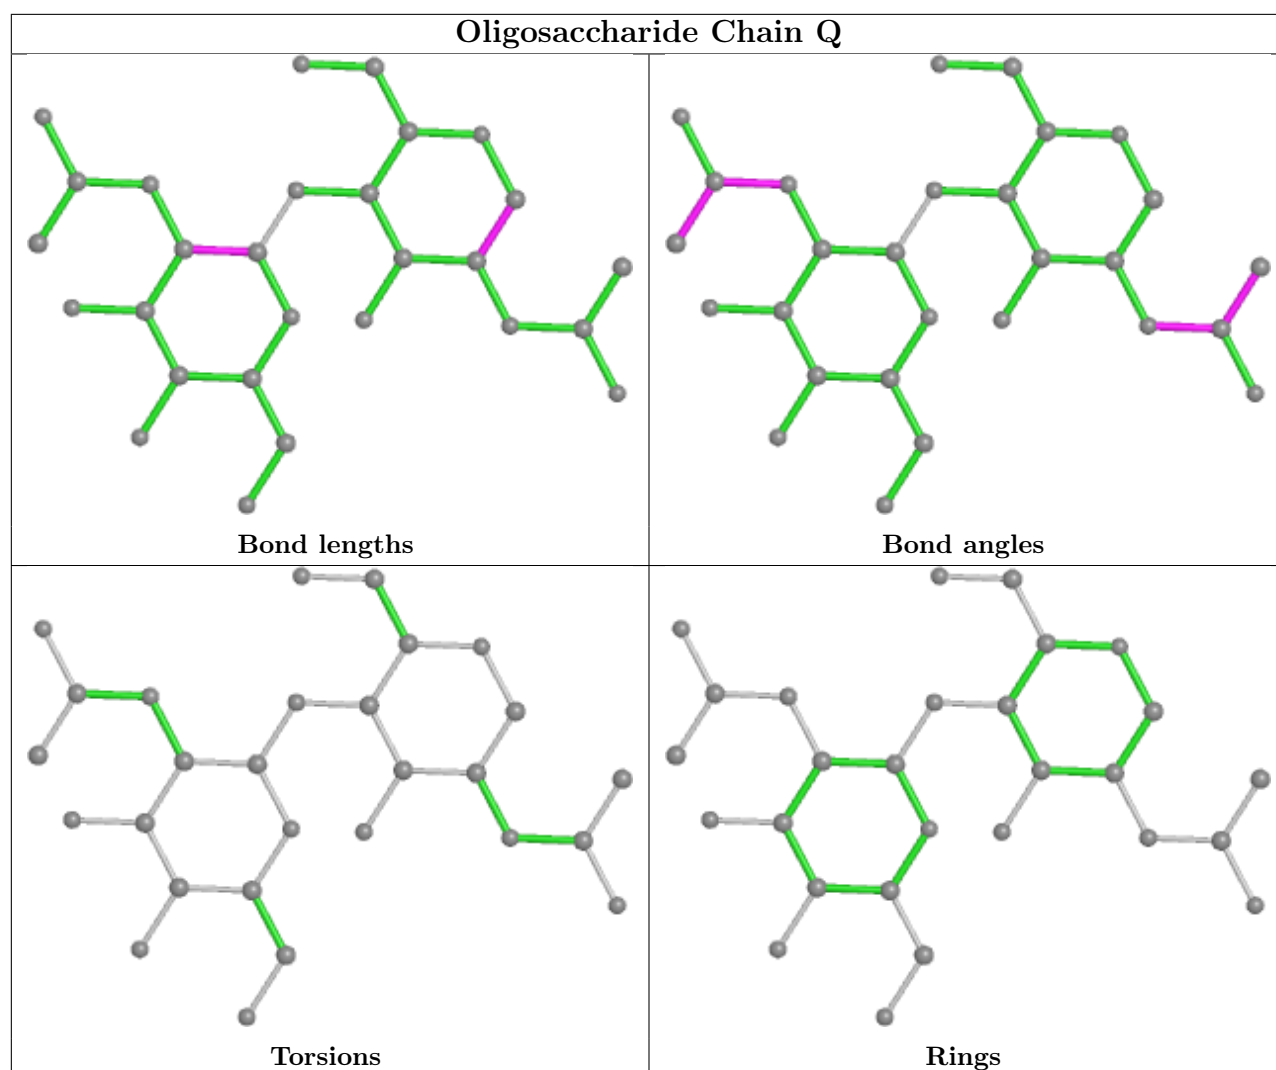 Oligosaccharide Chain Q
Bond lengths
Bond angles
Torsions
Rings